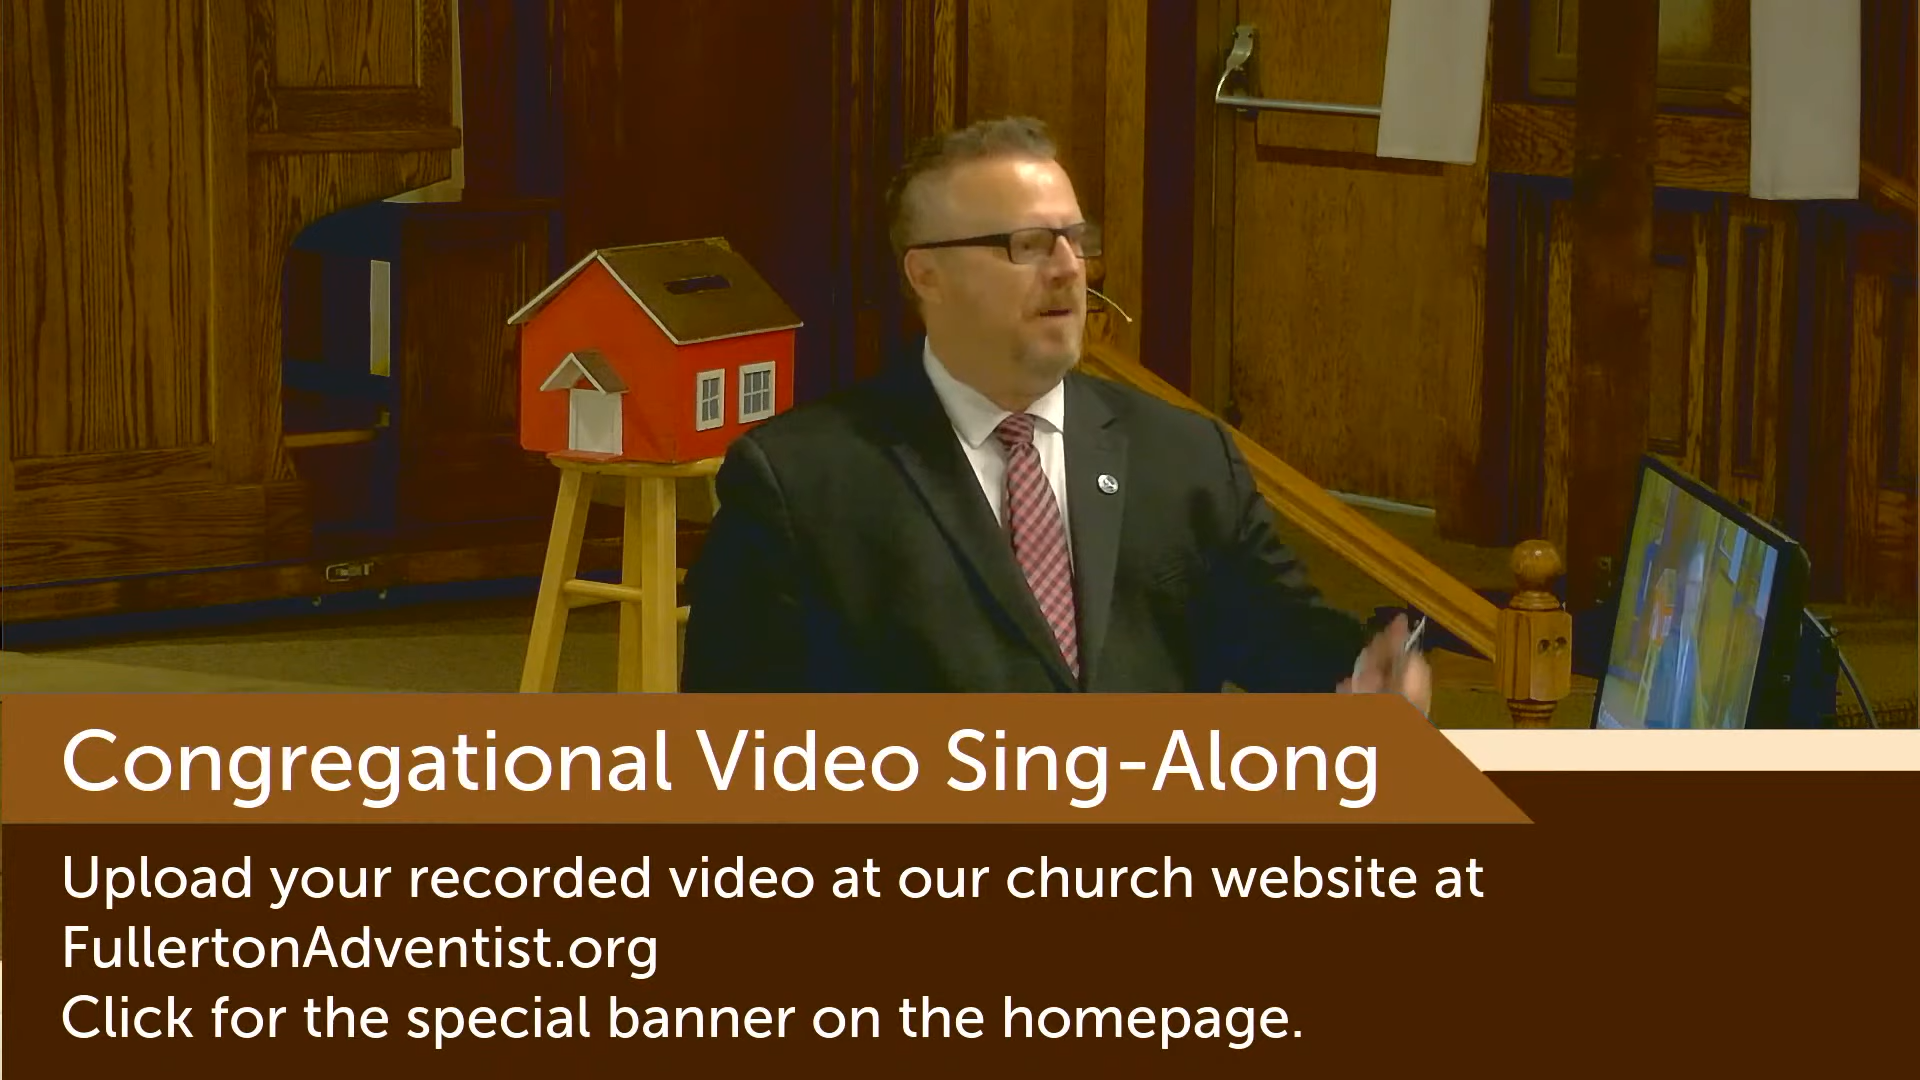 Congregational Video Sing-Along
Upload your recorded video at our church website at
FullertonAdventist.org
Click for the special banner on the homepage.